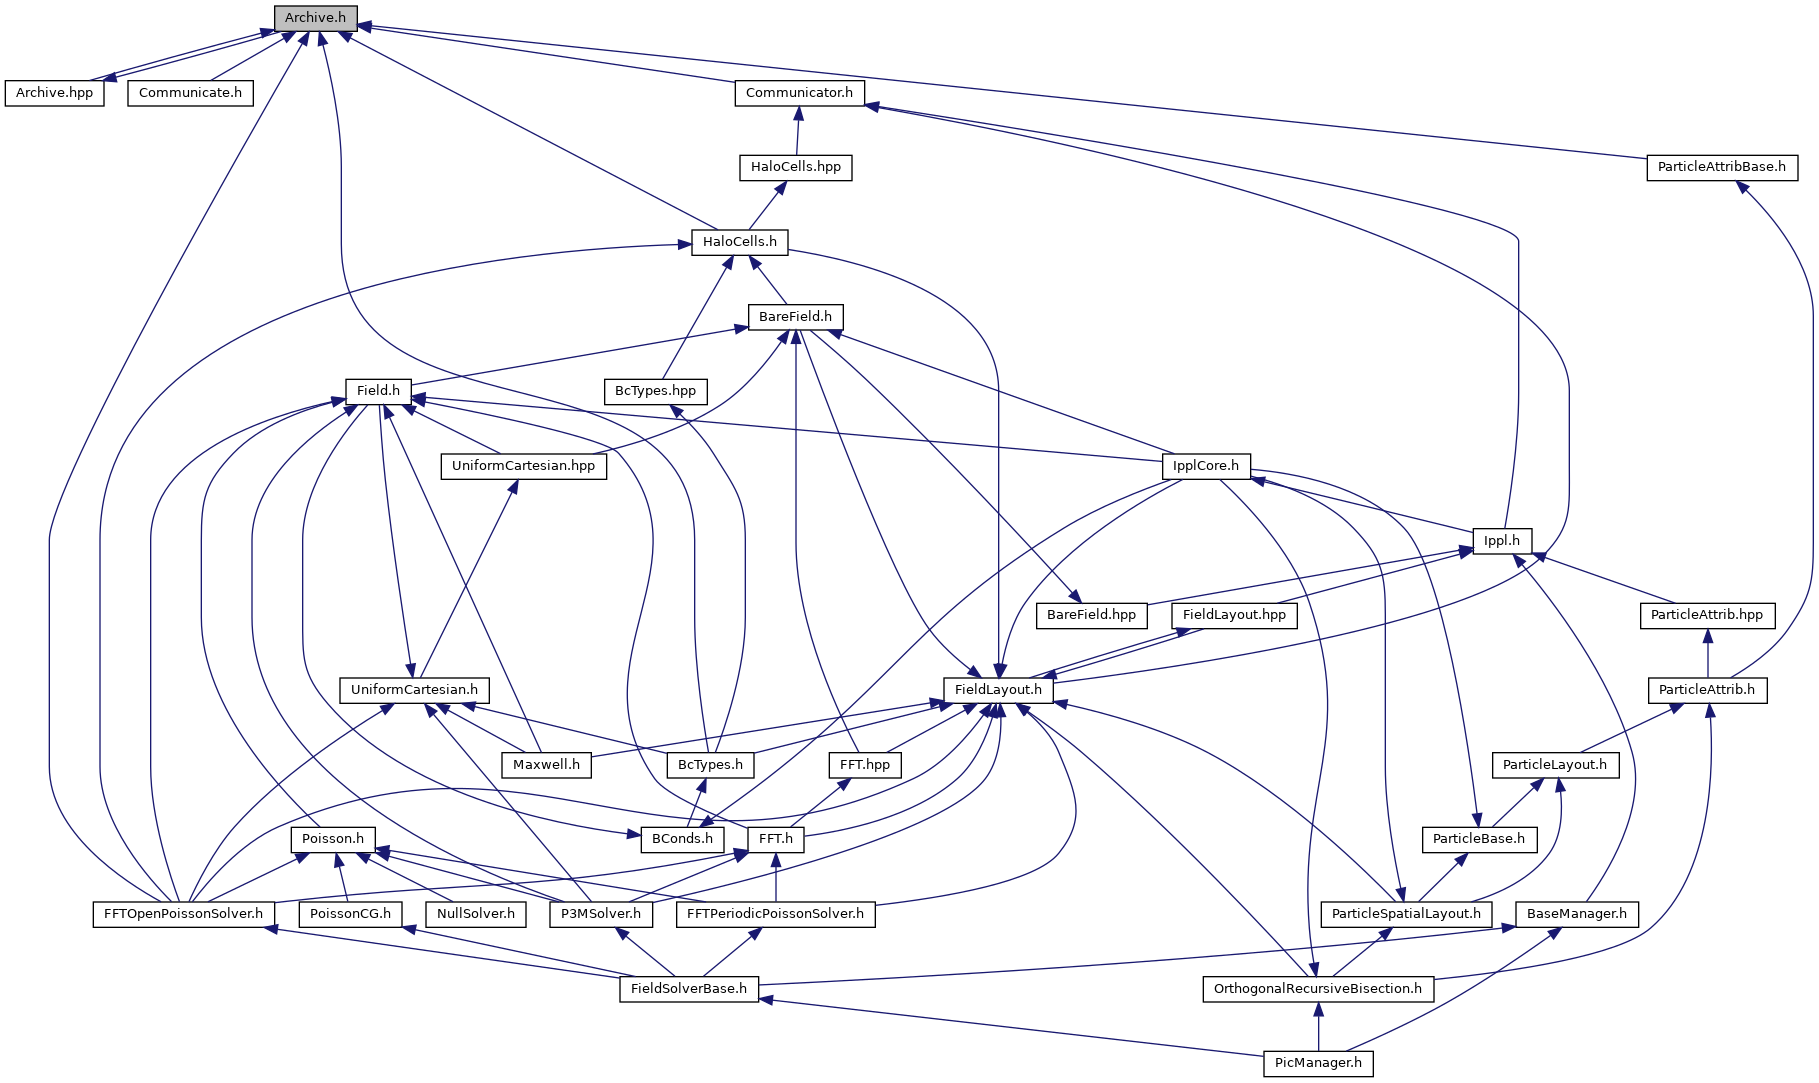 Archive.h
Archive.hpp
Communicate.h
Communicator.h
HaloCells.hpp
ParticleAttribBase.h
HaloCells.h
BareField.h
Field.h
BcTypes.hpp
UniformCartesian.hpp
IpplCore.h
Ippl.h
BareField.hpp
FieldLayout.hpp
ParticleAttrib.hpp
UniformCartesian.h
FieldLayout.h
ParticleAttrib.h
Maxwell.h
BcTypes.h
FFT.hpp
ParticleLayout.h
Poisson.h
BConds.h
FFT.h
ParticleBase.h
FFTOpenPoissonSolver.h
PoissonCG.h
NullSolver.h
P3MSolver.h
FFTPeriodicPoissonSolver.h
ParticleSpatialLayout.h
BaseManager.h
FieldSolverBase.h
OrthogonalRecursiveBisection.h
PicManager.h